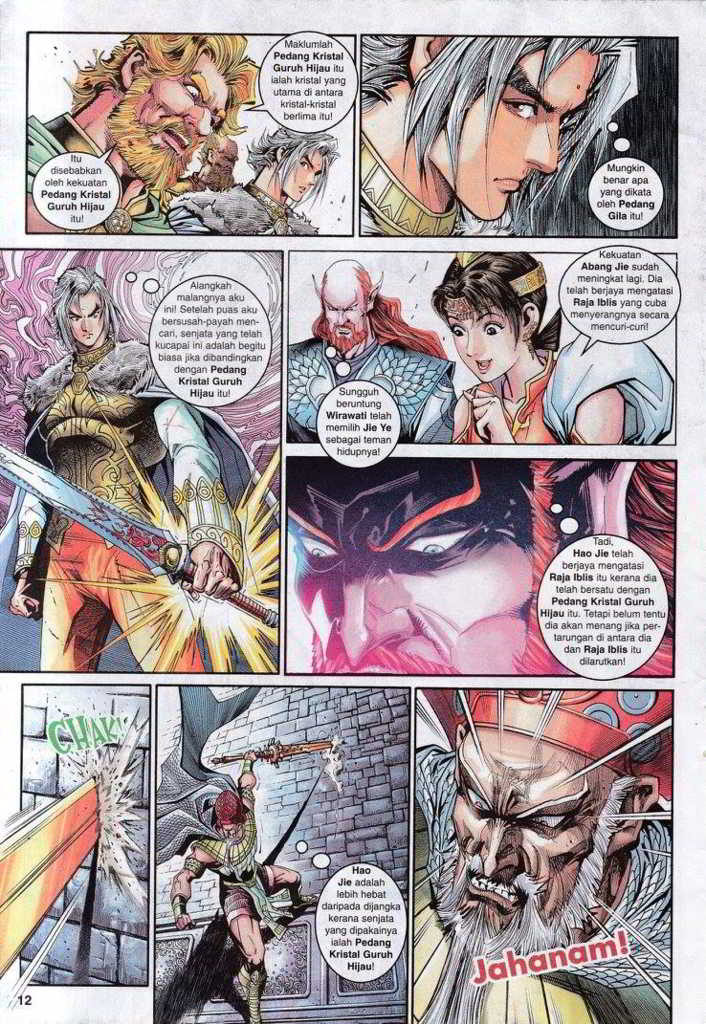 Maklumlah
Pedang Kristal
Guruh Hijau itu
ialah kristal yang
utama di antara
kristal-kristal
berlima itu!
Itu
disebabkan
oleh kekuatan
Pedang Kristal
Guruh Hijau
itu!
Mungkin
benar apa
yang dikata
oleh Pedang
Gila itu!
Alangkah
malangnya aku
ini! Setelah puas aku
bersusah-payah men-
cari, senjata yang telah
kucapai ini adalah begitu
biasa jika dibandingkan
dengan Pedang
Kristal Guruh
Hijau itu!
Kekuatan
Abang Jie sudah
meningkat lagi. Dia
telah berjaya mengatasi
Raja Iblis yang cuba
menyerangnya secara
mencuri-curi!
Sungguh
beruntung
Wirawati telah
memilih Jie Ye
sebagai teman
hidupnya!
Tadi,
Hao Jie telah
berjaya mengatasi
Raja Iblis itu kerana dia
telah bersatu dengan
Pedang Kristal Guruh
Hijau itu. Tetapi belum tentu
dia akan menang jika per-
tarungan di antara dia
dan Raja Iblis itu
dilarutkan!
CHAK!
Hao
Jie adalah
lebih hebat
daripada dijangka
kerana senjata
yang dipakainya
ialah Pedang
Kristal Guruh
Hijau!
Jahanam!
12